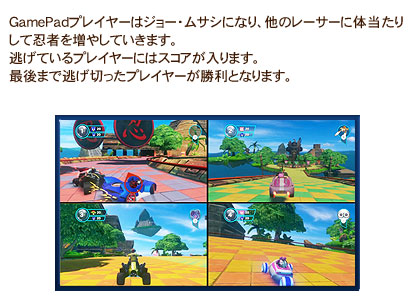 GamePadプレイヤーはジョー・ムサシになり、他のレーサーに体当たり
して忍者を増やしていきます。
逃げているプレイヤーにはスコアが入ります。
最後まで逃げ切ったプレイヤーが勝利となります。
忍